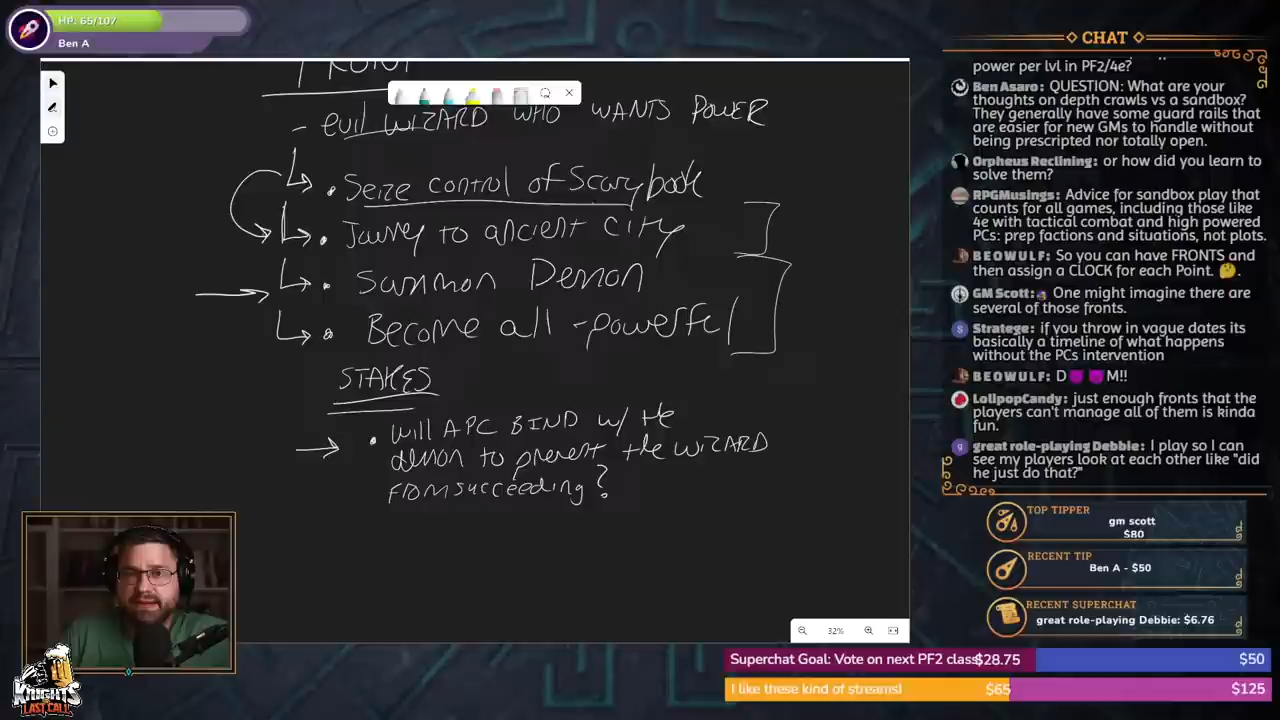 HP: 65/107
Ben A
FRONT
- evil WIZARD WHO WANTS POWER
• Seize control of Scary book
• Journey to ancient City
• Summon Demon
• Become all-powerful
STAKES
• Will A PC BIND w/ the
demon to prevent the WIZARD
From succeeding?
32%
KNIGHTS
LAST CALL
CHAT
power per lvl in PF2/4e?
Ben Asaro: QUESTION: What are your
thoughts on depth crawls vs a sandbox?
They generally have some guard rails that
are easier for new GMs to handle without
being prescripted nor totally open.
Orpheus Reclining: or how did you learn to
solve them?
RPGMusings: Advice for sandbox play that
counts for all games, including those like
4e with tactical combat and high powered
PCs: prep factions and situations, not plots.
BEOWULF: So you can have FRONTS and
then assign a CLOCK for each Point. 🤔
GM Scott: One might imagine there are
several of those fronts.
Stratege: if you throw in vague dates its
basically a timeline of what happens
without the PCs intervention
BEOWULF: D😈😈M!!
LollipopCandy: just enough fronts that the
players can't manage all of them is kinda
fun.
great role-playing Debbie: I play so I can
see my players look at each other like "did
he just do that?"
TOP TIPPER
gm scott
$80
RECENT TIP
Ben A - $50
RECENT SUPERCHAT
great role-playing Debbie: $6.76
Superchat Goal: Vote on next PF2 class $28.75 $50
I like these kind of streams! $65 $125